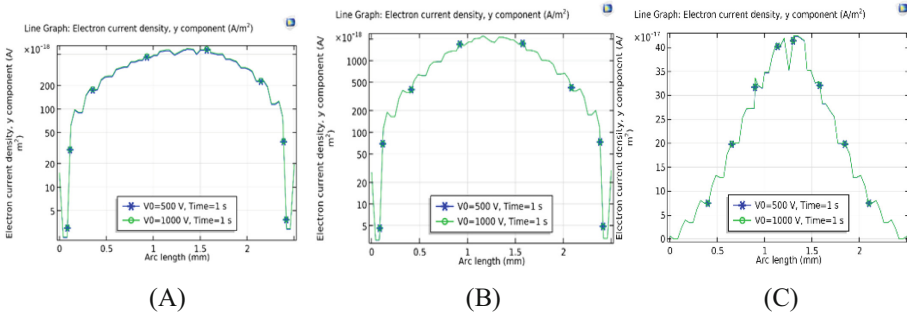 Line Graph: Electron current density, y component (A/m²)
×10⁻¹⁸
200
100
50
20
10
5
Electron current density, y component (A/
m²)
V0=500 V, Time=1 s
V0=1000 V, Time=1 s
0
0.5
1
1.5
2
2.5
Arc length (mm)
(A)
Line Graph: Electron current density, y component (A/m²)
×10⁻¹⁸
1000
500
200
100
50
20
10
5
Electron current density, y component (A/
m²)
V0=500 V, Time=1 s
V0=1000 V, Time=1 s
0
0.5
1
1.5
2
2.5
Arc length (mm)
(B)
Line Graph: Electron current density, y component (A/m²)
×10⁻¹⁷
40
35
30
25
20
15
10
5
0
Electron current density, y component (A/
m²)
V0=500 V, Time=1 s
V0=1000 V, Time=1 s
0
0.5
1
1.5
2
2.5
Arc length (mm)
(C)